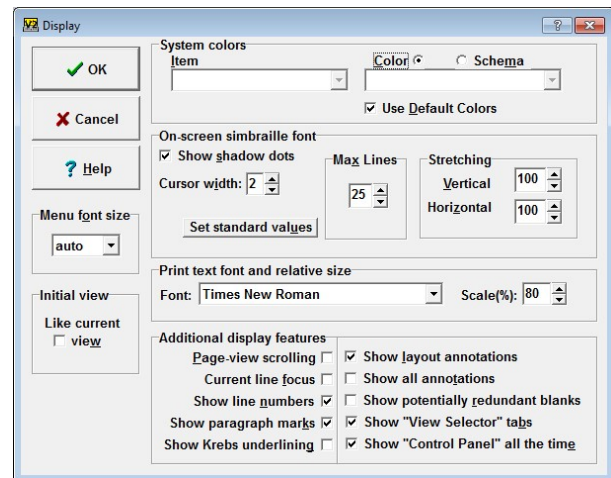 Display
OK
Cancel
Help
Menu font size
auto
Initial view
Like current
view
System colors
Item
Color
Schema
Use Default Colors
On-screen simbraille font
Show shadow dots
Cursor width: 2
Set standard values
Max Lines
25
Stretching
Vertical 100
Horizontal 100
Print text font and relative size
Font: Times New Roman Scale(%): 80
Additional display features
Page-view scrolling
Current line focus
Show line numbers
Show paragraph marks
Show Krebs underlining
Show layout annotations
Show all annotations
Show potentially redundant blanks
Show "View Selector" tabs
Show "Control Panel" all the time